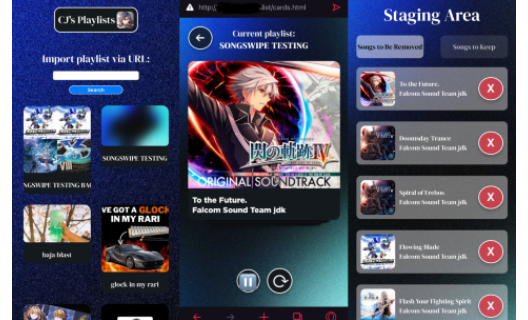 CJ's Playlists
Import playlist via URL:
Search
NGSWIPE TESTING BAC
SONGSWIPE TESTING
baja blast
VE GOT A GLOCK
IN MY RARI
glock in my rari
http://
.list/cards.html
Current playlist:
SONGSWIPE TESTING
閃の軌跡IV
ORIGINAL SOUNDTRACK
To the Future.
Falcom Sound Team jdk
Staging Area
Songs to Be Removed
Songs to Keep
To the Future.
Falcom Sound Team jdk
X
Doomsday Trance
Falcom Sound Team jdk
X
Spiral of Erebos
Falcom Sound Team jdk
X
Flowing Blade
Falcom Sound Team jdk
X
Flash Your Fighting Spirit
Falcom Sound Team jdk
X